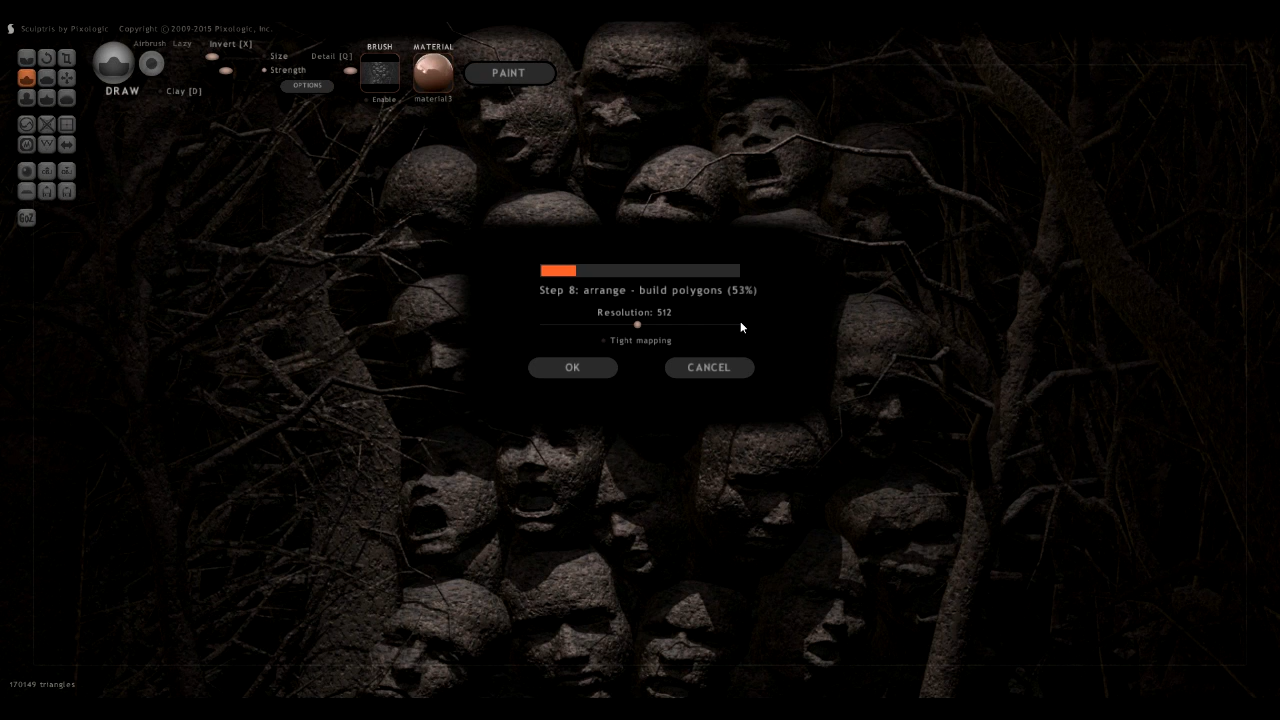 Sculptris by Pixologic Copyright © 2009-2015 Pixologic, Inc.
Airbrush Lazy Invert [X]
BRUSH MATERIAL
Size Detail [Q]
Strength
PAINT
OPTIONS
DRAW Clay [D]
Enable material3
GoZ
Step 8: arrange - build polygons (53%)
Resolution: 512
Tight mapping
OK CANCEL
170149 triangles